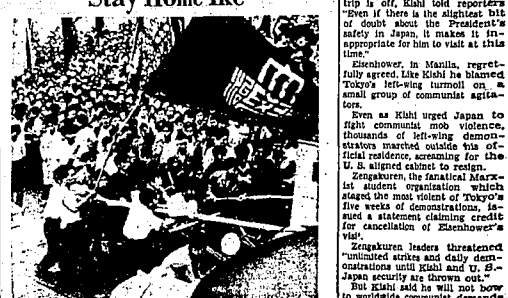 Stay Home Ike
trip is off, Kishi told reporters
"Even if there is the slightest bit
of doubt about the President's
safety in Japan, it makes it in-
appropriate for him to visit at this
time."
Eisenhower, in Manila, regret-
fully agreed. Like Kishi he blamed
Tokyo's left-wing turmoil on a
small group of communist agita-
tors.
Even as Kishi urged Japan to
fight communist mob violence,
thousands of left-wing demon-
strators marched outside his of-
ficial residence, screaming for the
U. S. aligned cabinet to resign.
Zengakuren, the fanatical Marx-
ist student organization which
staged the most violent of Tokyo's
five weeks of demonstrations, is-
sued a statement claiming credit
for cancellation of Eisenhower's
visit.
Zengakuren leaders threatened
"unlimited strikes and daily dem-
onstrations until Kishi and U. S.-
Japan security are thrown out."
But Kishi said he will not bow
to worldwide communist demands